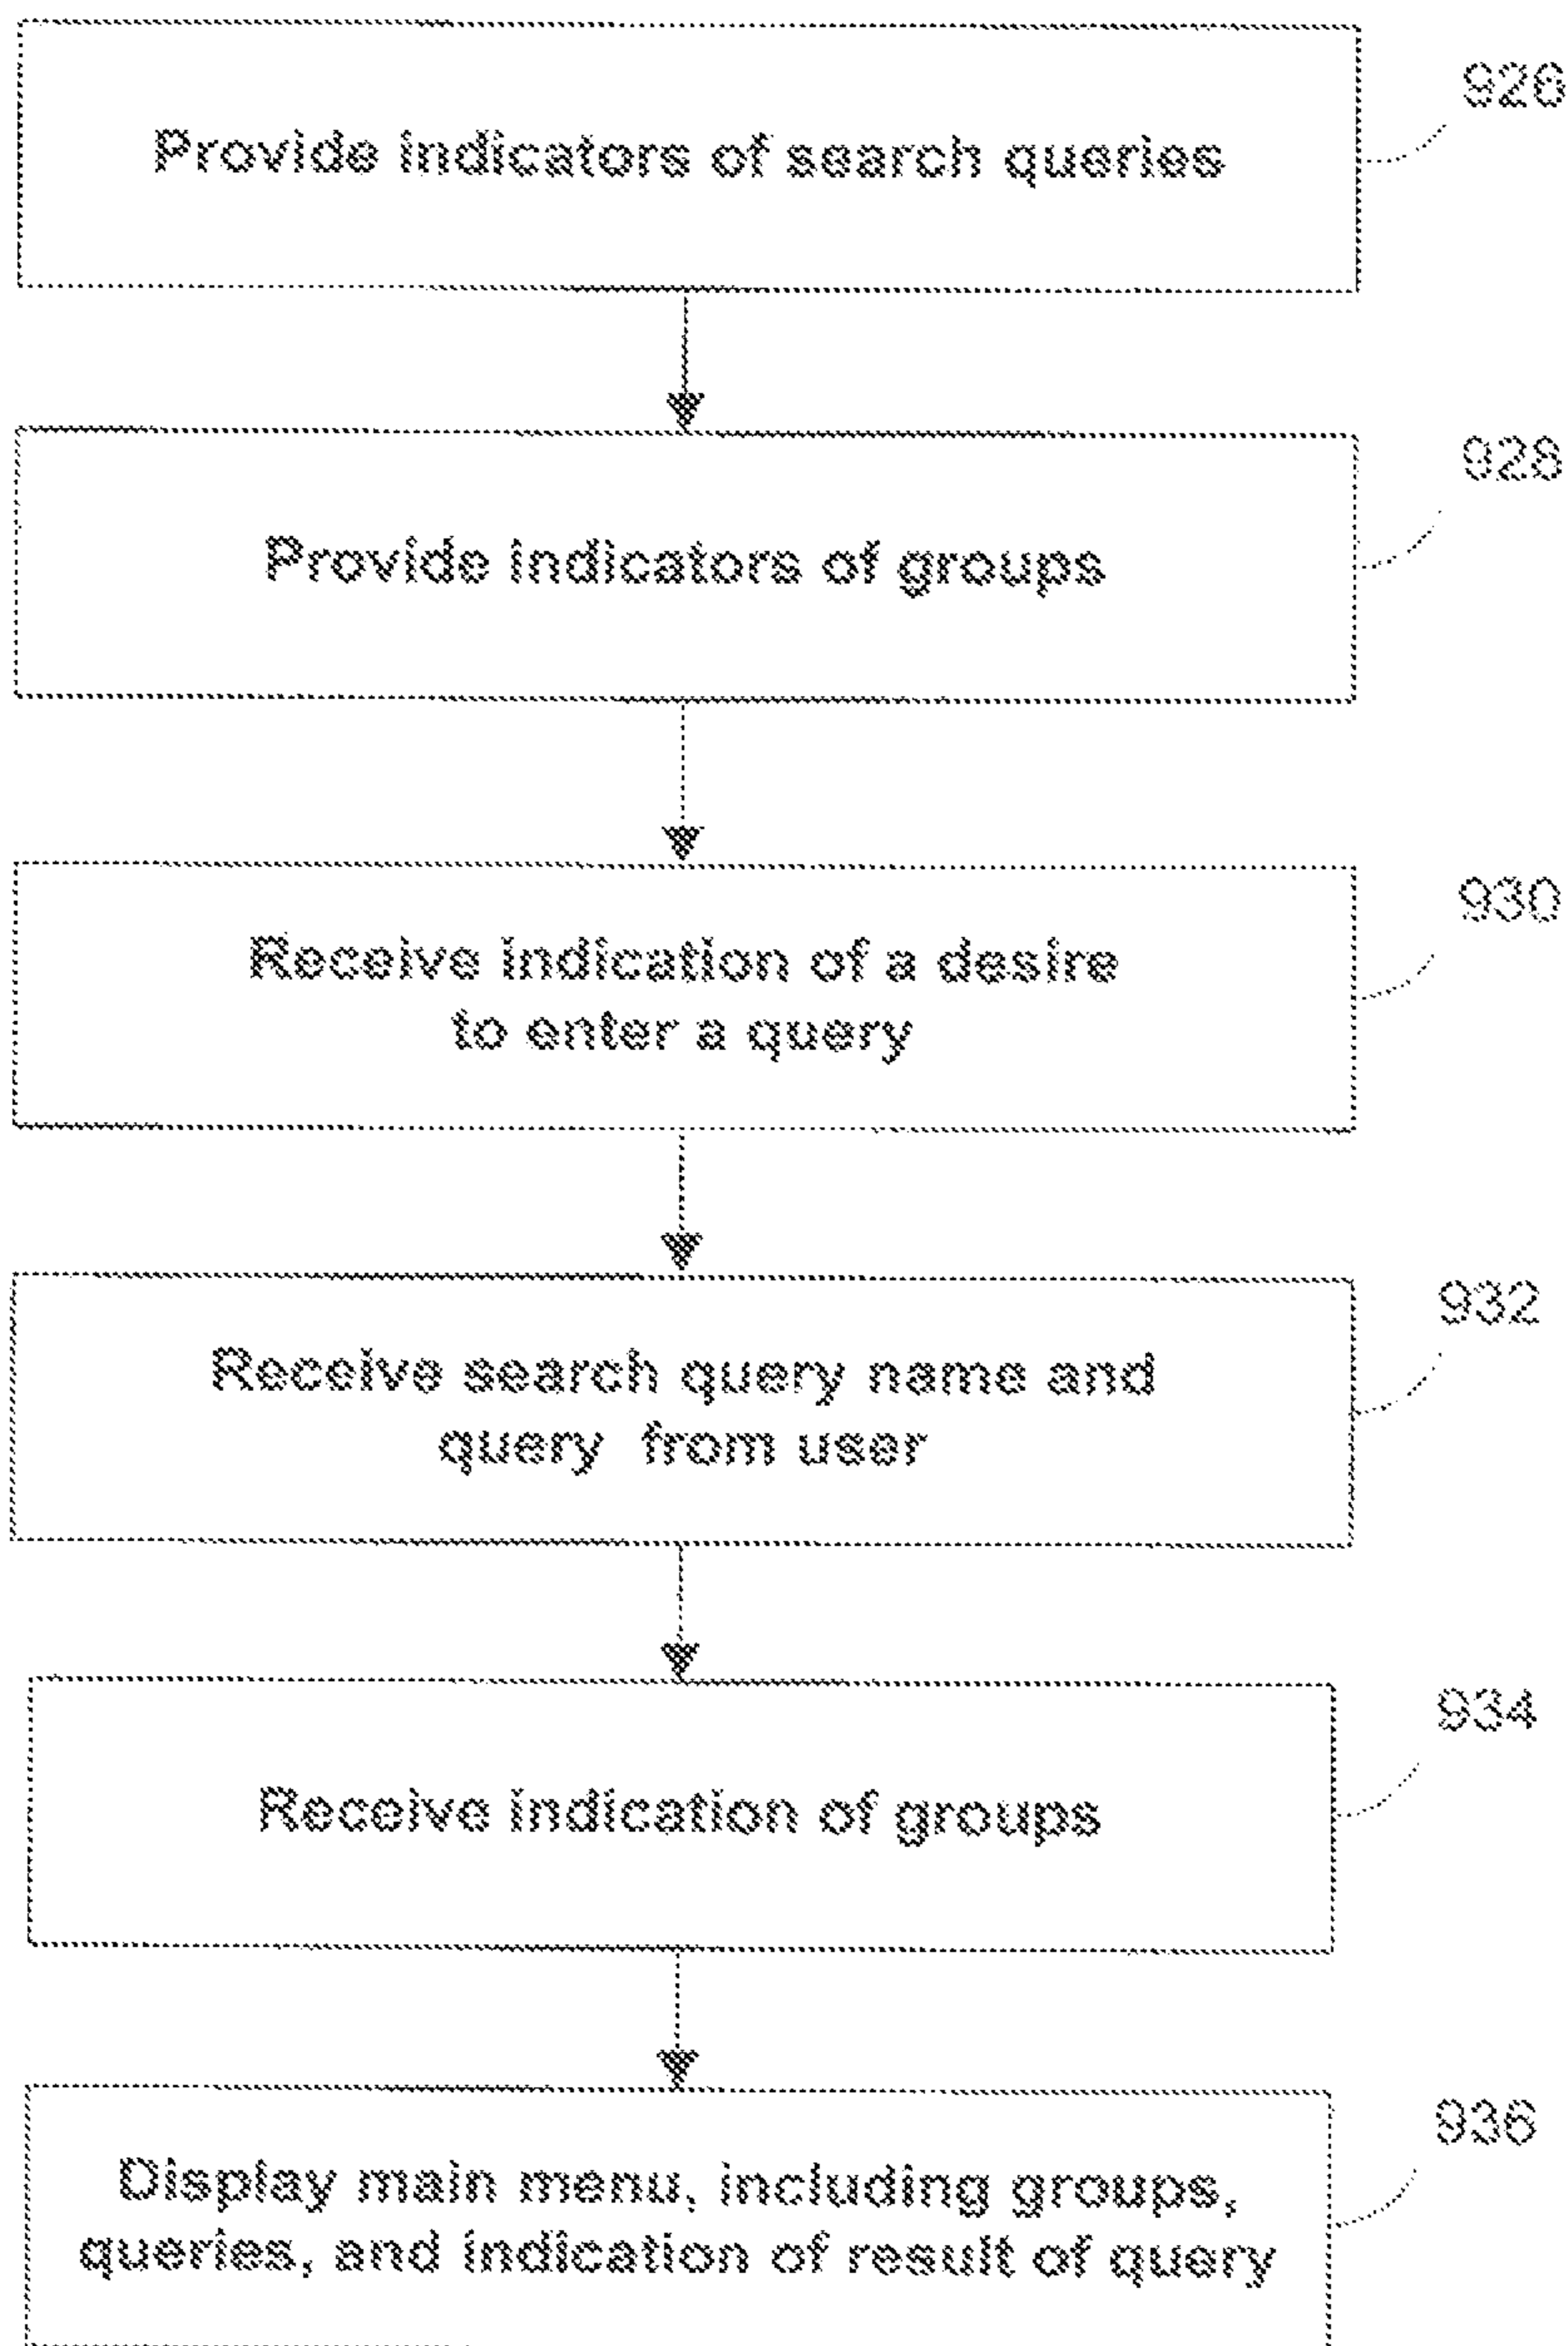 926
Provide indicators of search queries
928
Provide indicators of groups
930
Receive indication of a desire
to enter a query
932
Receive search query name and
query from user
934
Receive indication of groups
936
Display main menu, including groups,
queries, and indication of result of query